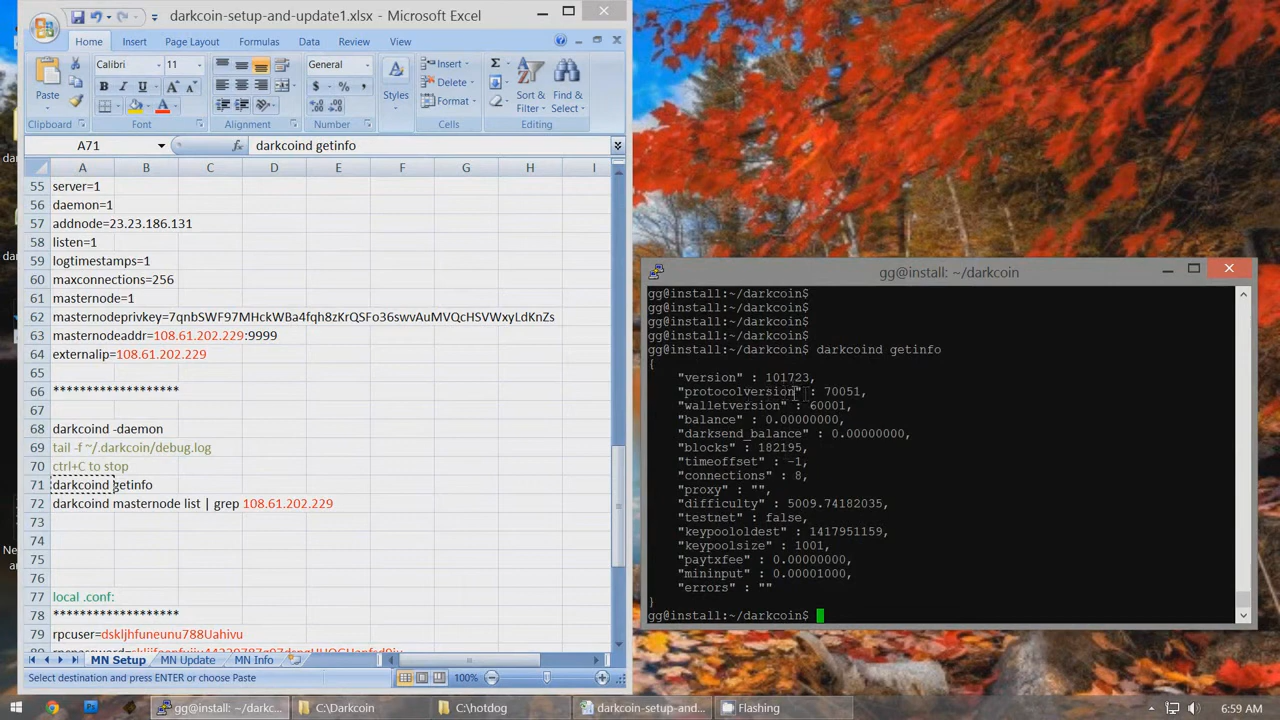 darkcoin-setup-and-update1.xlsx - Microsoft Excel
Home Insert Page Layout Formulas Data Review View
Paste
Calibri 11
General
Styles
Insert
Delete
Format
Sort & Filter
Find & Select
Clipboard Font Alignment Number Cells Editing
A71 fx darkcoind getinfo
A B C D E F G H I
55 server=1
56 daemon=1
57 addnode=23.23.186.131
58 listen=1
59 logtimestamps=1
60 maxconnections=256
61 masternode=1
62 masternodeprivkey=7qnbSWF97MHckWBa4fqh8zKrQSFo36swvAuMVQcHSVWxyLdKnZs
63 masternodeaddr=108.61.202.229:9999
64 externalip=108.61.202.229
65
66 ******************
67
68 darkcoind -daemon
69 tail -f ~/.darkcoin/debug.log
70 ctrl+C to stop
71 darkcoind getinfo
72 darkcoind masternode list | grep 108.61.202.229
73
74
75
76
77 local .conf:
78 ******************
79 rpcuser=dskljhfuneunu788Uahivu
MN Setup MN Update MN Info
Select destination and press ENTER or choose Paste 100%
gg@install: ~/darkcoin
gg@install:~/darkcoin$
gg@install:~/darkcoin$
gg@install:~/darkcoin$
gg@install:~/darkcoin$
gg@install:~/darkcoin$ darkcoind getinfo
{
"version" : 101723,
"protocolversion" : 70051,
"walletversion" : 60001,
"balance" : 0.00000000,
"darksend_balance" : 0.00000000,
"blocks" : 182195,
"timeoffset" : -1,
"connections" : 8,
"proxy" : "",
"difficulty" : 5009.74182035,
"testnet" : false,
"keypoololdest" : 1417951159,
"keypoolsize" : 1001,
"paytxfee" : 0.00000000,
"mininput" : 0.00001000,
"errors" : ""
}
gg@install:~/darkcoin$
gg@install: ~/darkc... C:\Darkcoin C:\hotdog darkcoin-setup-and-... Flashing 6:59 AM